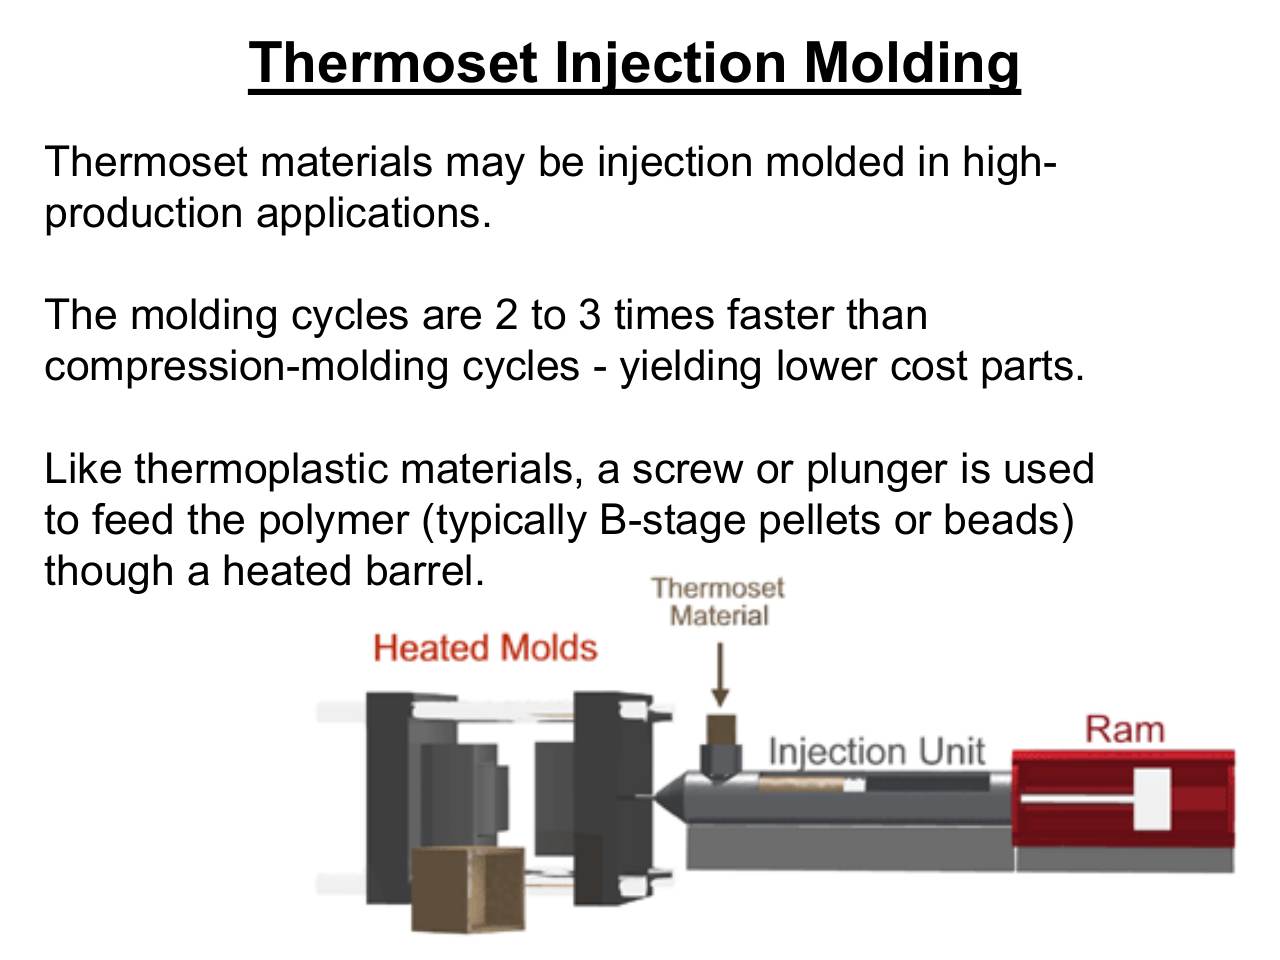 Thermoset Injection Molding
Thermoset materials may be injection molded in high-
production applications.
The molding cycles are 2 to 3 times faster than
compression-molding cycles - yielding lower cost parts.
Like thermoplastic materials, a screw or plunger is used
to feed the polymer (typically B-stage pellets or beads)
though a heated barrel.
Thermoset
Material
Heated Molds
Ram
Injection Unit